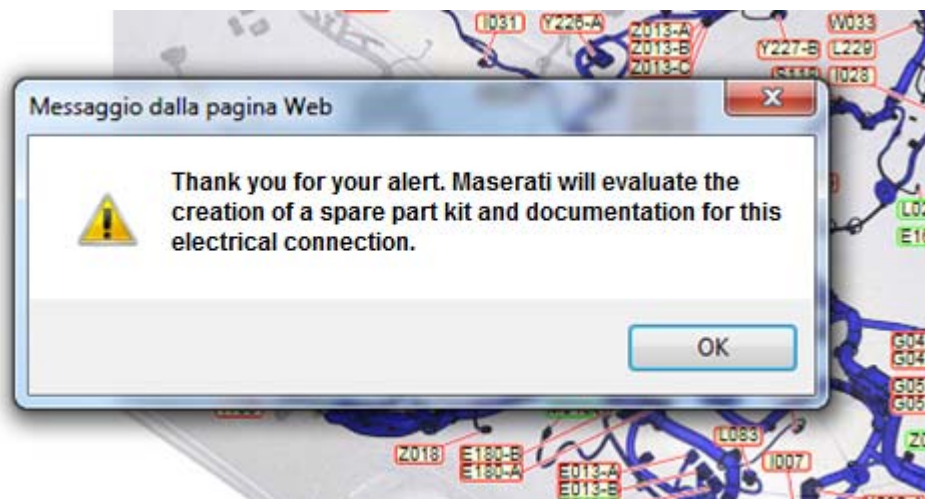 I031
Y226-A
Z013-A
Z013-B
Z013-C
W033
Y227-B
L229
I028
Messaggio dalla pagina Web
Thank you for your alert. Maserati will evaluate the
creation of a spare part kit and documentation for this
electrical connection.
OK
Z018
E180-B
E180-A
E013-A
E013-B
L083
I007